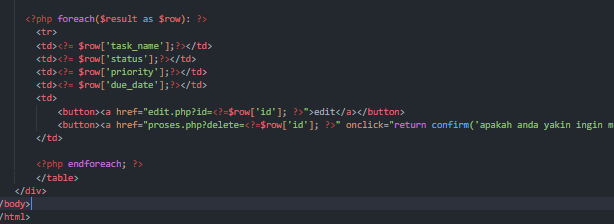 <?php foreach($result as $row): ?>
<tr>
<td><?= $row['task_name'];?></td>
<td><?= $row['status'];?></td>
<td><?= $row['priority'];?></td>
<td><?= $row['due_date'];?></td>
<td>
<button><a href="edit.php?id=<?=$row['id']; ?>">edit</a></button>
<button><a href="proses.php?delete=<?=$row['id']; ?>" onclick="return confirm('apakah anda yakin ingin m
</td>
<?php endforeach; ?>
</table>
</div>
/body>
/html>